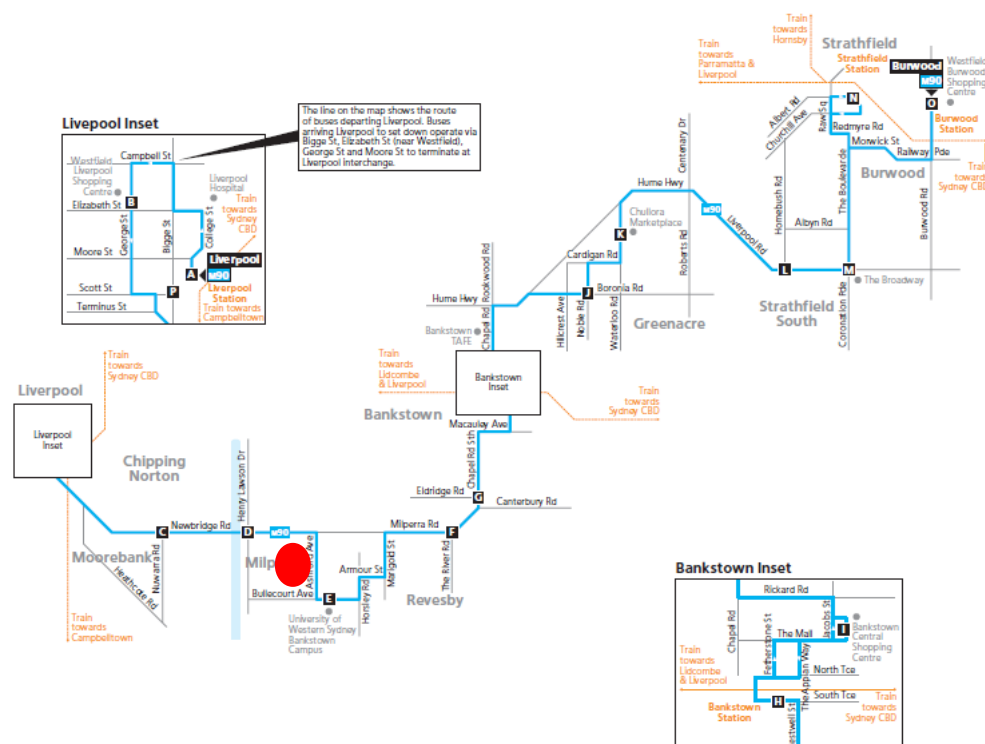 Train
towards
Hornsby
Train
towards
Parramatta &
Liverpool
Strathfield
Strathfield
Station
Burwood
M90
Westfield
Burwood
Shopping
Centre
N
O
Burwood
Station
Albert Rd
Churchill Ave
Raw Sq
Redmyre Rd
Morwick St
Railway Pde
Burwood
Train
towards
Sydney CBD
The Boulevarde
Homebush Rd
Albyn Rd
Burwood Rd
Centenary Dr
Hume Hwy
M90
Liverpool Rd
Chullora
Marketplace
K
Cardigan Rd
Roberts Rd
L
M
The Broadway
Strathfield
South
Coronation Pde
J
Boronia Rd
Greenacre
Hillcrest Ave
Noble Rd
Waterloo Rd
Rookwood Rd
Hume Hwy
Chapel Rd
Bankstown
TAFE
The line on the map shows the route
of buses departing Liverpool. Buses
arriving Liverpool to set down operate via
Bigge St, Elizabeth St (near Westfield),
George St and Moore St to terminate at
Liverpool interchange.
Livepool Inset
Campbell St
Westfield
Liverpool
Shopping
Centre
B
Elizabeth St
Liverpool
Hospital
Train
towards
Sydney
CBD
George St
Bigge St
College St
Moore St
A
Liverpool
M90
Liverpool
Station
Scott St
P
Terminus St
Train towards
Campbelltown
Train
towards
Lidcombe
& Liverpool
Bankstown
Inset
Train
towards
Sydney CBD
Bankstown
Macauley Ave
Chapel Rd Sth
Eldridge Rd
G
Canterbury Rd
Train
towards
Sydney CBD
Liverpool
Liverpool
Inset
Chipping
Norton
Henry Lawson Dr
C
Newbridge Rd
D
M90
Milperra Rd
F
Moorebank
Nuwarra Rd
Heathcote Rd
Milp
Armour St
Marigold St
The River Rd
Bullecourt Ave
E
Horsley Rd
Revesby
University of
Western Sydney
Bankstown
Campus
Train
towards
Campbelltown
Bankstown Inset
Rickard Rd
Chapel Rd
Jacobs St
I
Bankstown
Central
Shopping
Centre
The Mall
Fetherstone St
The Appian Way
Train
towards
Lidcombe
& Liverpool
North Tce
South Tce
Bankstown
Station
H
Train
towards
Sydney CBD